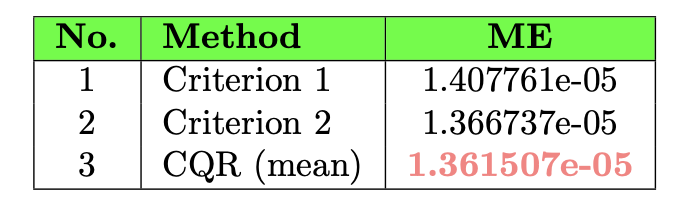 No. Method ME
1 Criterion 1 1.407761e-05
2 Criterion 2 1.366737e-05
3 CQR (mean) 1.361507e-05